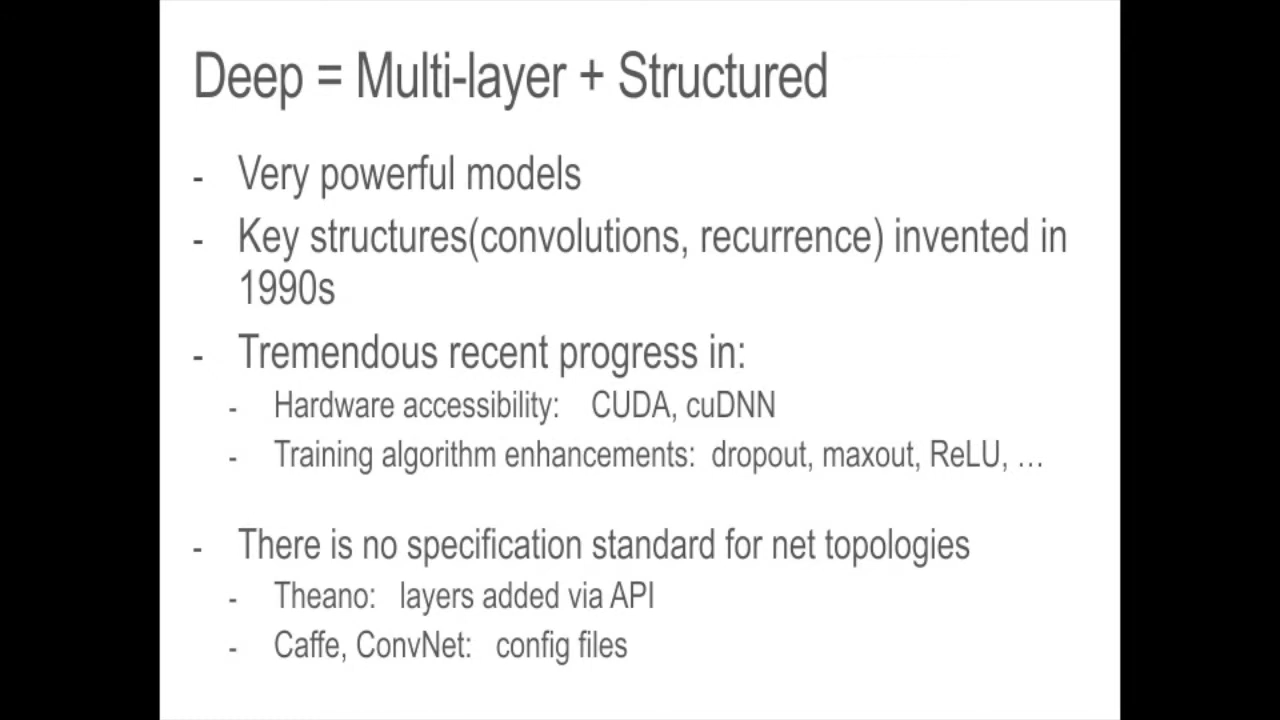 Deep = Multi-layer + Structured
- Very powerful models
- Key structures(convolutions, recurrence) invented in
1990s
- Tremendous recent progress in:
- Hardware accessibility: CUDA, cuDNN
- Training algorithm enhancements: dropout, maxout, ReLU, …
- There is no specification standard for net topologies
- Theano: layers added via API
- Caffe, ConvNet: config files